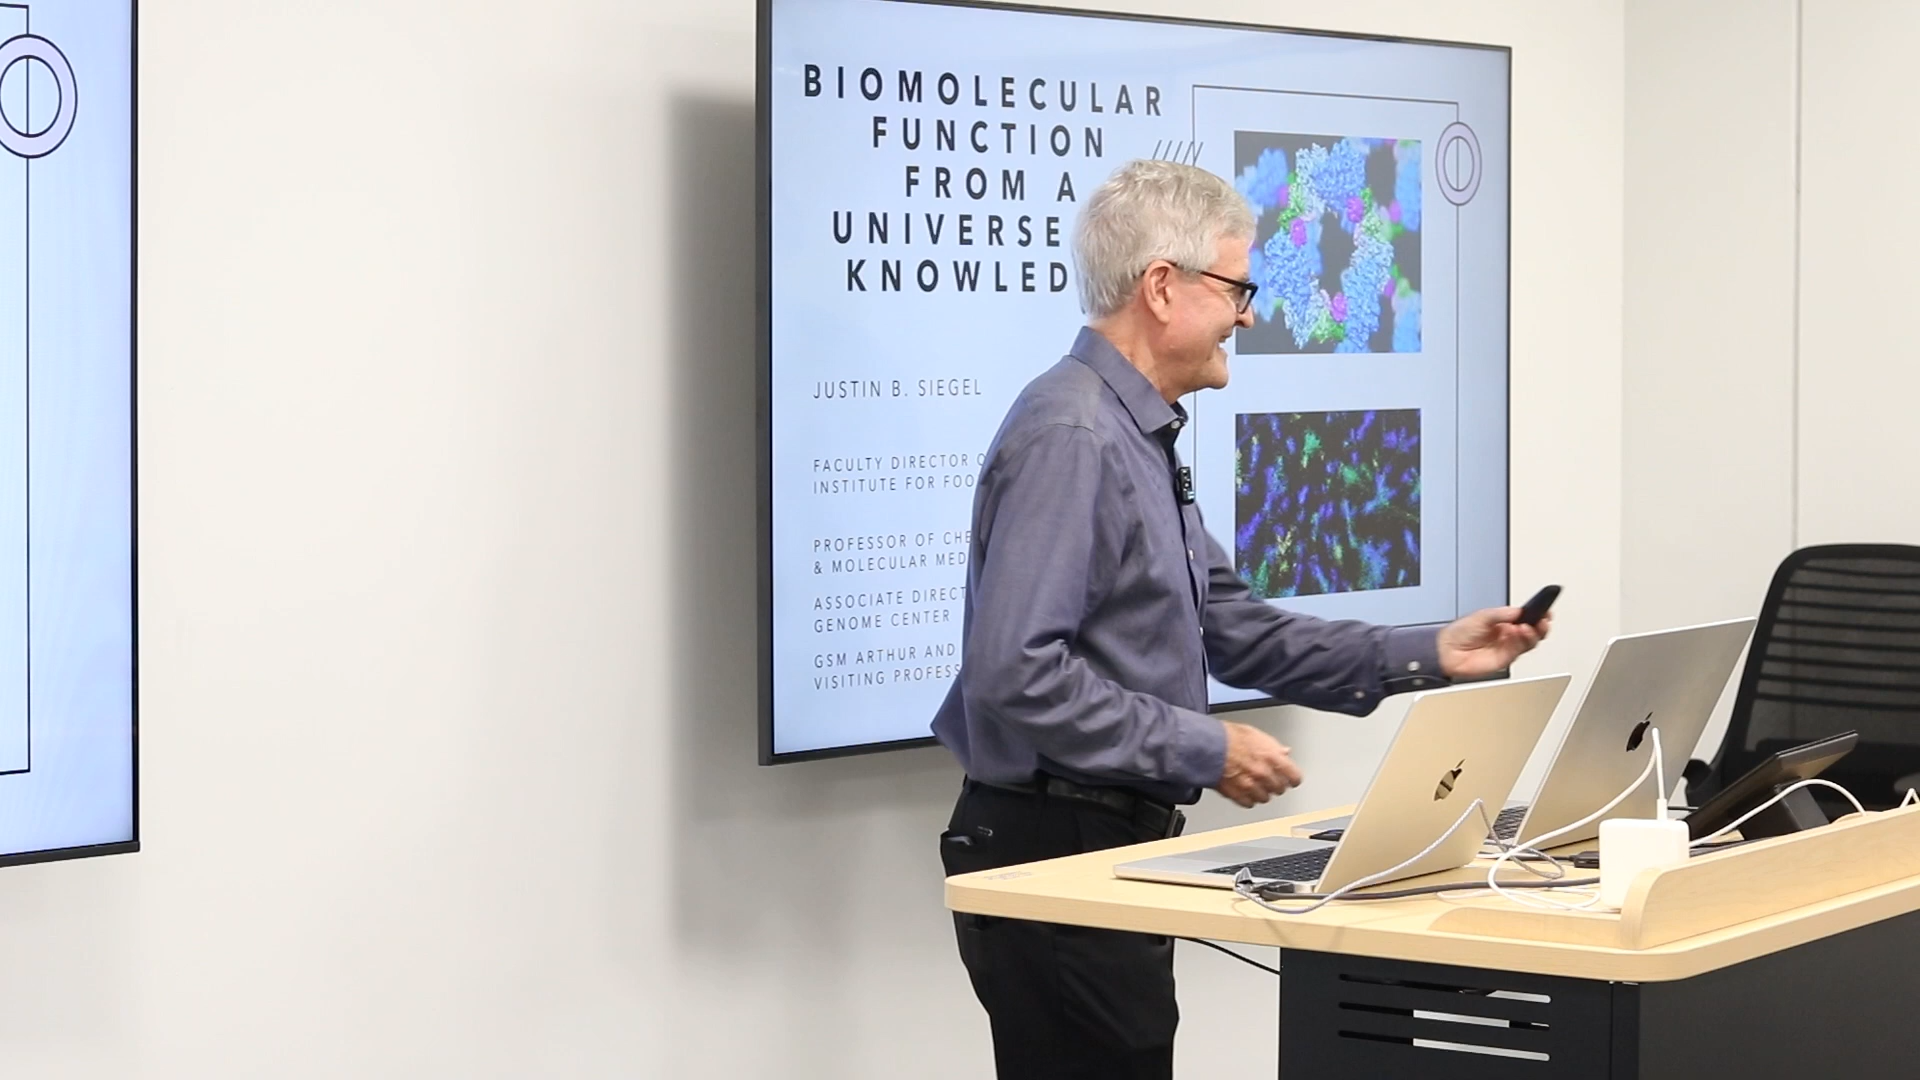 BIOMOLECULAR
FUNCTION
FROM A
UNIVERSE
KNOWLED
JUSTIN B. SIEGEL
FACULTY DIRECTOR
INSTITUTE FOR FOO
PROFESSOR OF CHE
& MOLECULAR MED
ASSOCIATE DIRECT
GENOME CENTER
GSM ARTHUR AND
VISITING PROFESS